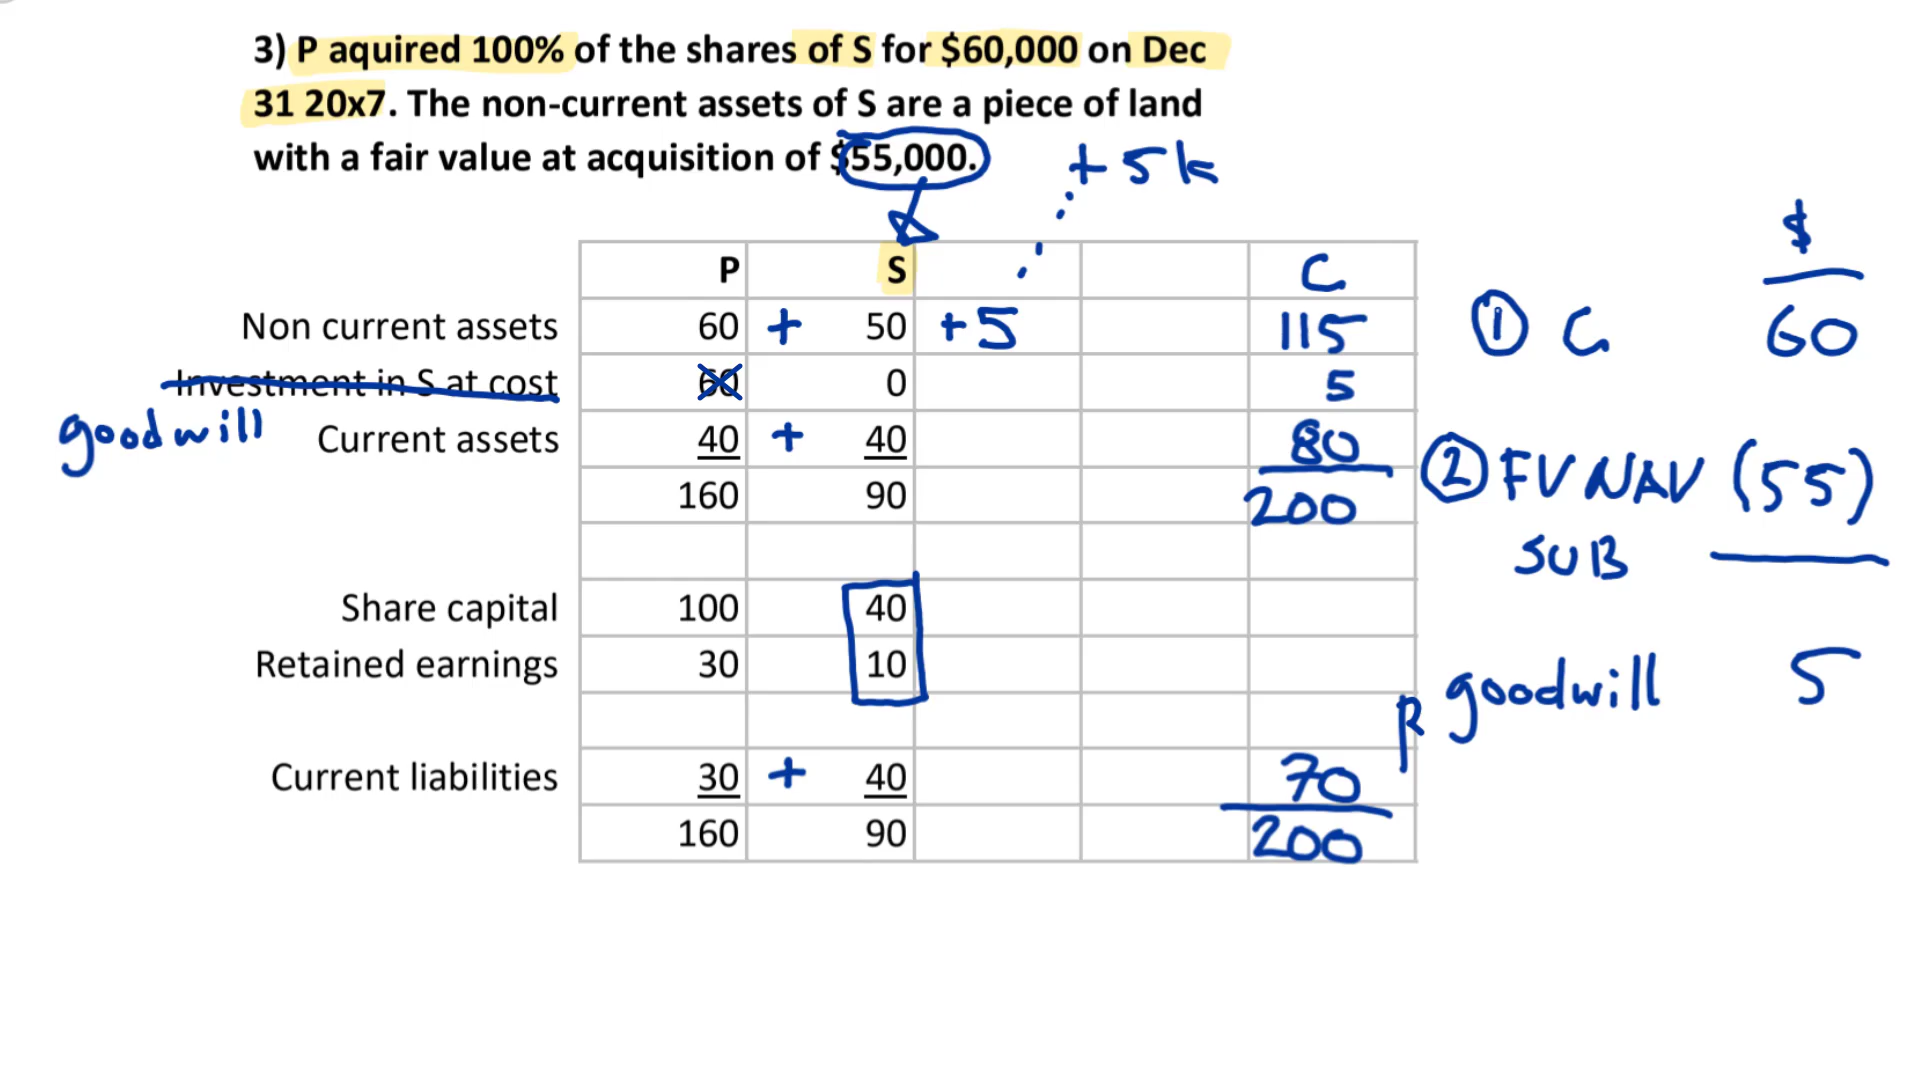 3) P aquired 100% of the shares of S for $60,000 on Dec
31 20x7. The non-current assets of S are a piece of land
with a fair value at acquisition of $55,000.
+ 5k
$
P S C
Non current assets 60 + 50 +5 115
① C 60
Investment in S at cost 60 0 5
goodwill
Current assets 40 + 40 80
② FV NAV (55)
SUB
160 90 200
Share capital 100 40
Retained earnings 30 10
goodwill 5
Current liabilities 30 + 40 70
160 90 200